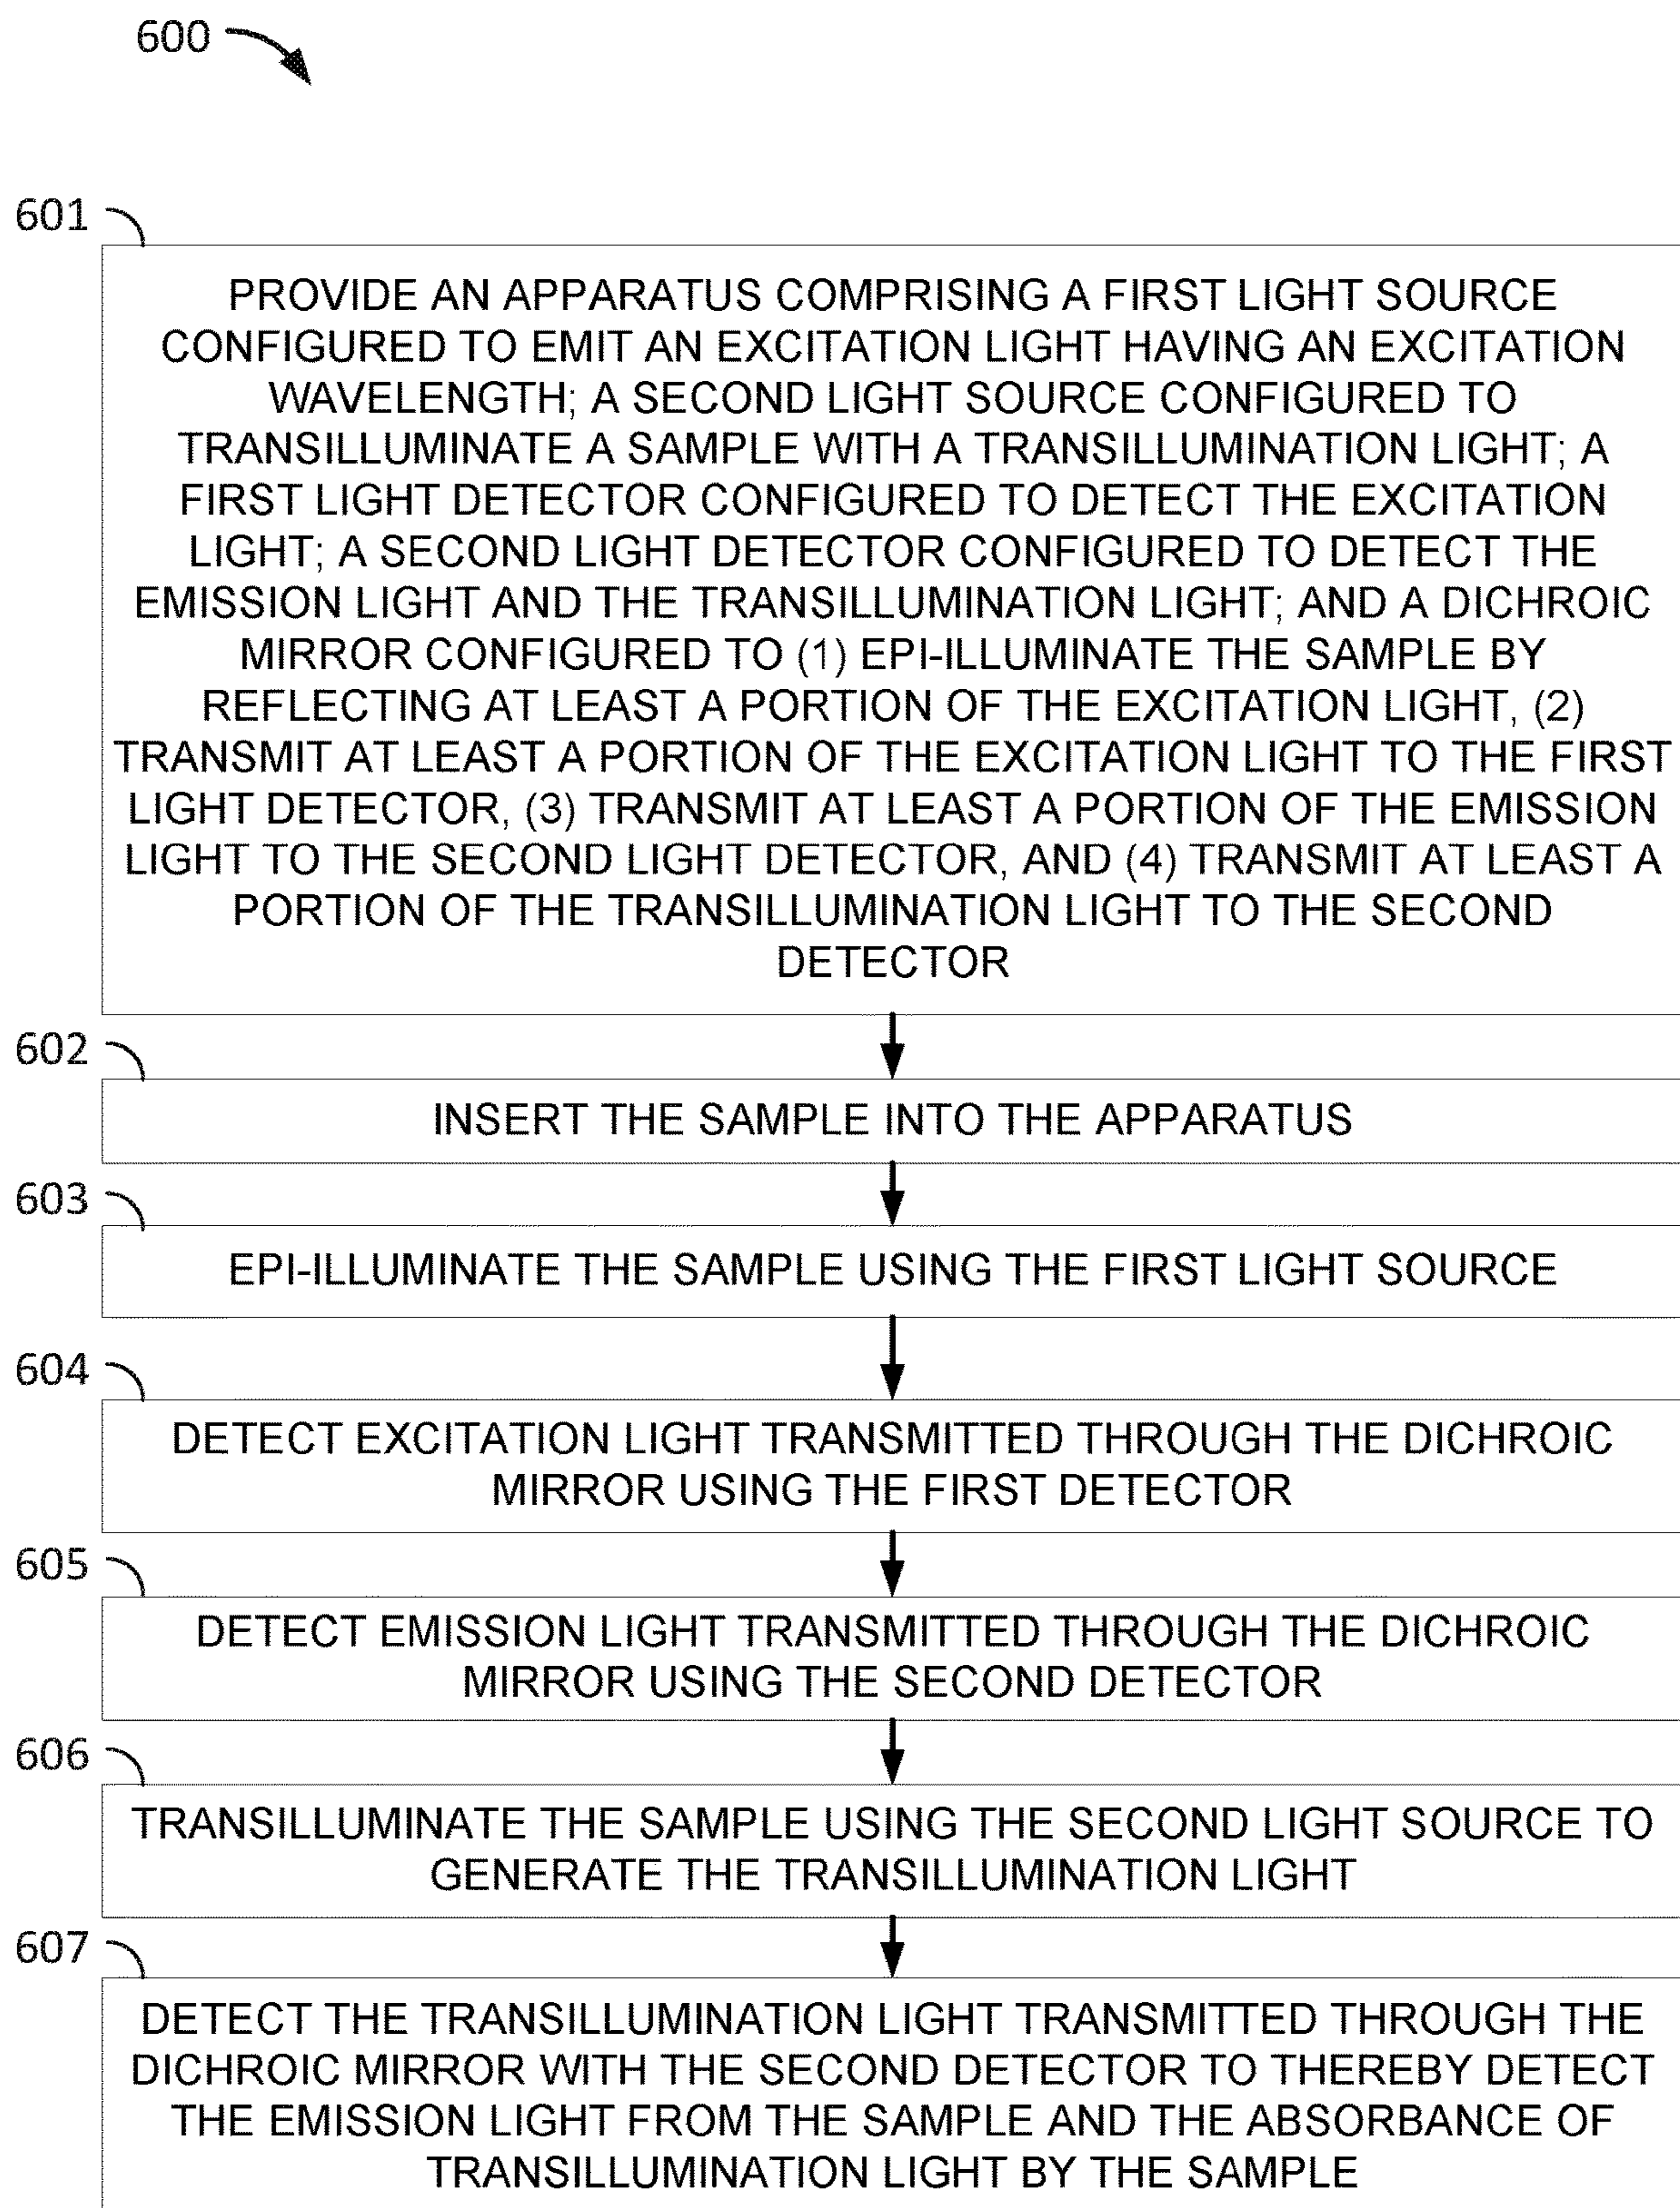 600
601
PROVIDE AN APPARATUS COMPRISING A FIRST LIGHT SOURCE
CONFIGURED TO EMIT AN EXCITATION LIGHT HAVING AN EXCITATION
WAVELENGTH; A SECOND LIGHT SOURCE CONFIGURED TO
TRANSILLUMINATE A SAMPLE WITH A TRANSILLUMINATION LIGHT; A
FIRST LIGHT DETECTOR CONFIGURED TO DETECT THE EXCITATION
LIGHT; A SECOND LIGHT DETECTOR CONFIGURED TO DETECT THE
EMISSION LIGHT AND THE TRANSILLUMINATION LIGHT; AND A DICHROIC
MIRROR CONFIGURED TO (1) EPI-ILLUMINATE THE SAMPLE BY
REFLECTING AT LEAST A PORTION OF THE EXCITATION LIGHT, (2)
TRANSMIT AT LEAST A PORTION OF THE EXCITATION LIGHT TO THE FIRST
LIGHT DETECTOR, (3) TRANSMIT AT LEAST A PORTION OF THE EMISSION
LIGHT TO THE SECOND LIGHT DETECTOR, AND (4) TRANSMIT AT LEAST A
PORTION OF THE TRANSILLUMINATION LIGHT TO THE SECOND
DETECTOR
602
INSERT THE SAMPLE INTO THE APPARATUS
603
EPI-ILLUMINATE THE SAMPLE USING THE FIRST LIGHT SOURCE
604
DETECT EXCITATION LIGHT TRANSMITTED THROUGH THE DICHROIC
MIRROR USING THE FIRST DETECTOR
605
DETECT EMISSION LIGHT TRANSMITTED THROUGH THE DICHROIC
MIRROR USING THE SECOND DETECTOR
606
TRANSILLUMINATE THE SAMPLE USING THE SECOND LIGHT SOURCE TO
GENERATE THE TRANSILLUMINATION LIGHT
607
DETECT THE TRANSILLUMINATION LIGHT TRANSMITTED THROUGH THE
DICHROIC MIRROR WITH THE SECOND DETECTOR TO THEREBY DETECT
THE EMISSION LIGHT FROM THE SAMPLE AND THE ABSORBANCE OF
TRANSILLUMINATION LIGHT BY THE SAMPLE